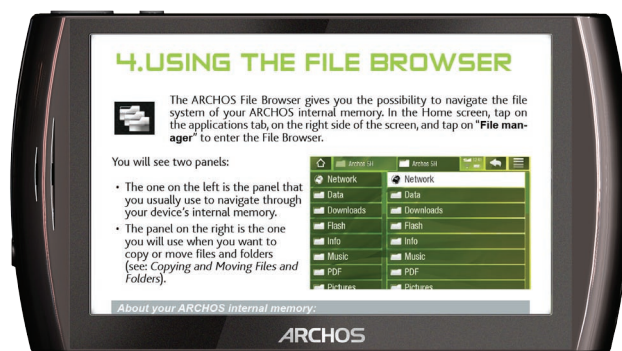 4.USING THE FILE BROWSER
The ARCHOS File Browser gives you the possibility to navigate the file
system of your ARCHOS internal memory. In the Home screen, tap on
the applications tab, on the right side of the screen, and tap on "File man-
ager" to enter the File Browser.
You will see two panels:
• The one on the left is the panel that
you usually use to navigate through
your device's internal memory.
• The panel on the right is the one
you will use when you want to
copy or move files and folders
(see: Copying and Moving Files and
Folders).
Archos 5H Archos 5H
Network Network
Data Data
Downloads Downloads
Flash Flash
Info Info
Music Music
PDF PDF
Pictures Pictures
About your ARCHOS internal memory:
ARCHOS